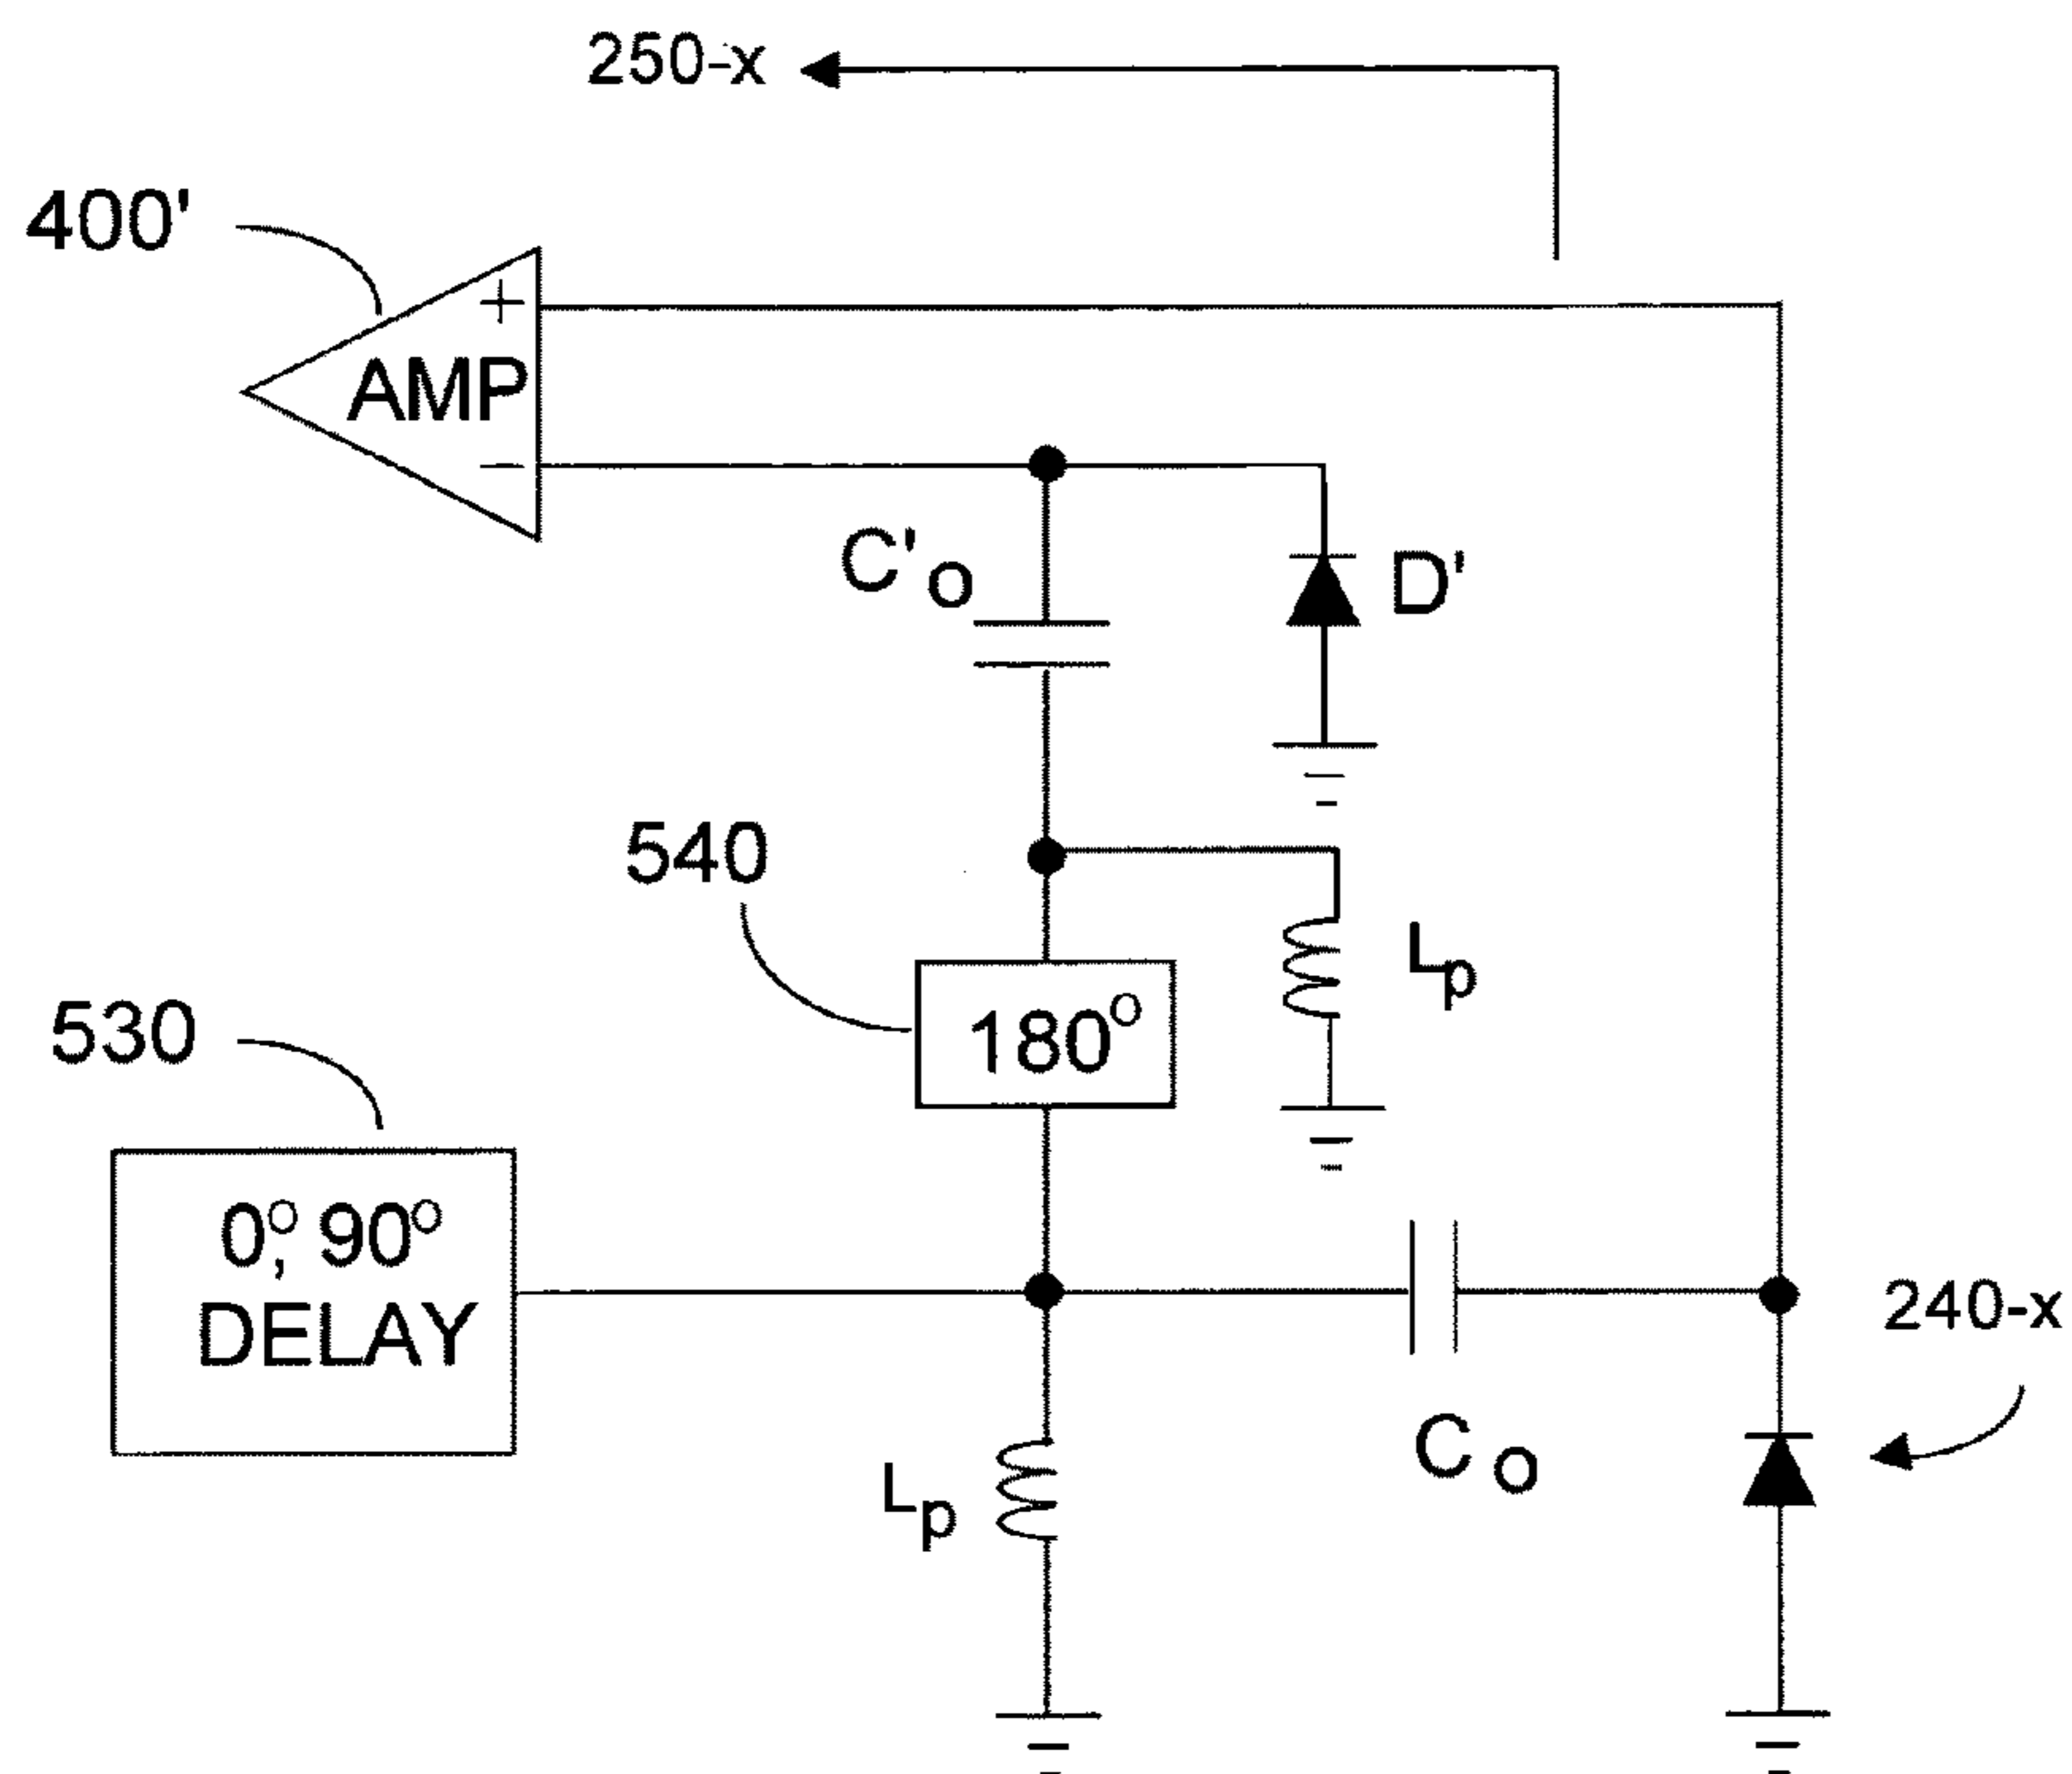 250-x
400'
+
AMP
−
C'o
D'
540
Lp
180°
530
0°, 90°
DELAY
240-x
Co
Lp